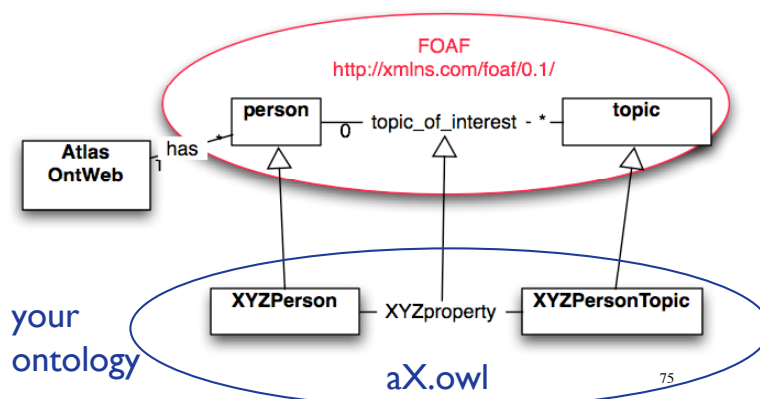 FOAF
http://xmlns.com/foaf/0.1/
person
0
topic_of_interest - *
topic
Atlas
OntWeb
1
has
*
XYZPerson
XYZproperty
XYZPersonTopic
your
ontology
aX.owl
75